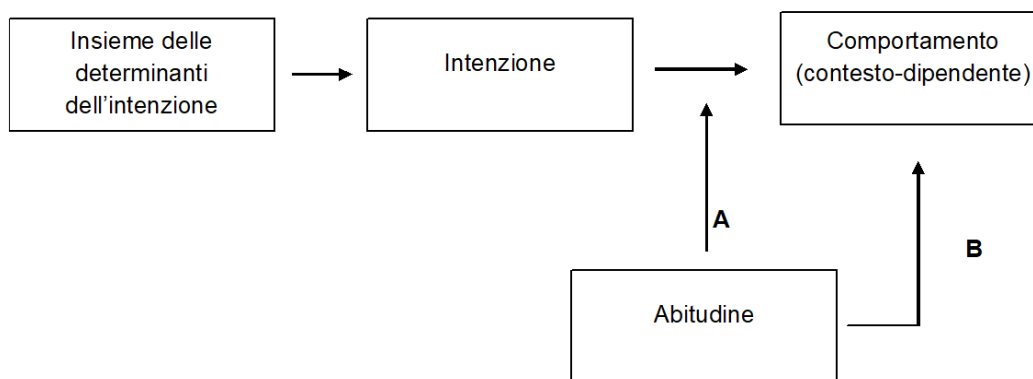 Insieme delle
determinanti
dell'intenzione
Intenzione
Comportamento
(contesto-dipendente)
A
B
Abitudine